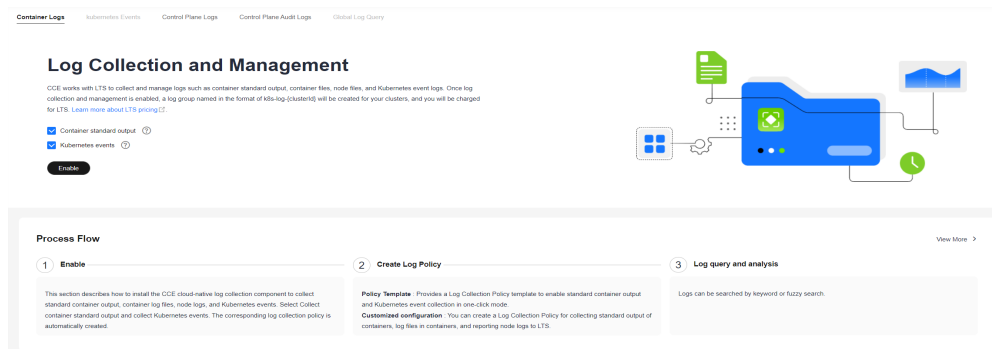 Container Logs
Kubernetes Events
Control Plane Logs
Control Plane Audit Logs
Global Log Query
Log Collection and Management
CCE works with LTS to collect and manage logs such as container standard output, container files, node files, and Kubernetes event logs. Once log
collection and management is enabled, a log group named in the format of k8s-log-{clusterId} will be created for your clusters, and you will be charged
for LTS. Learn more about LTS pricing
Container standard output
Kubernetes events
Enable
Process Flow
View More
1 Enable
This section describes how to install the CCE cloud-native log collection component to collect
standard container output, container log files, node logs, and Kubernetes events. Select Collect
container standard output and collect Kubernetes events. The corresponding log collection policy is
automatically created.
2 Create Log Policy
Policy Template : Provides a Log Collection Policy template to enable standard container output
and Kubernetes event collection in one-click mode.
Customized configuration : You can create a Log Collection Policy for collecting standard output of
containers, log files in containers, and reporting node logs to LTS.
3 Log query and analysis
Logs can be searched by keyword or fuzzy search.